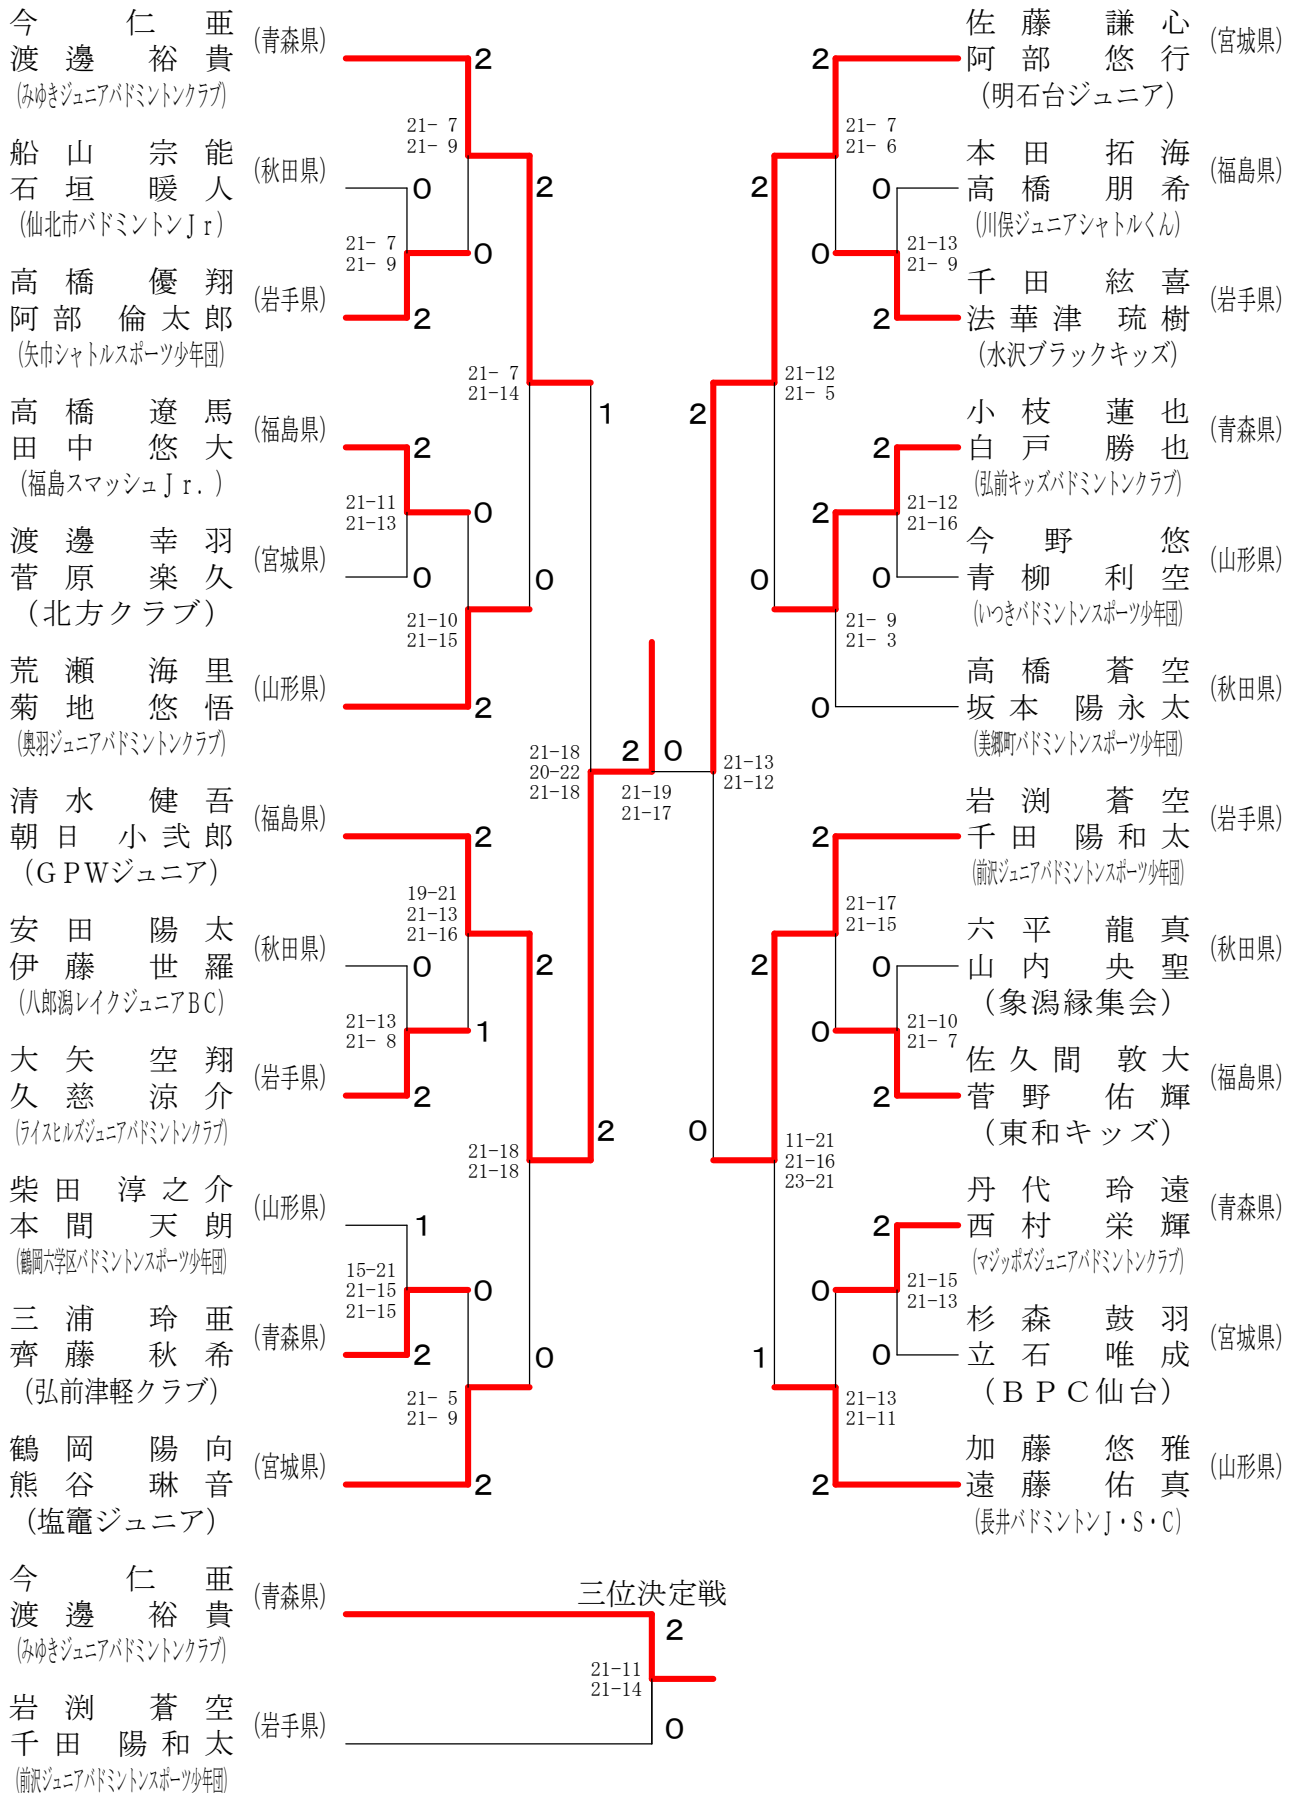 今 仁 亜
渡 邊 裕 貴
(青森県)
(みゆきジュニアバドミントンクラブ)
2
21- 7
21- 9
船 山 宗 能
石 垣 暖 人
(秋田県)
(仙北市バドミントンJr)
0
21- 7
21- 9
0
2
高 橋 優 翔
阿 部 倫 太 郎
(岩手県)
(矢巾シャトルスポーツ少年団)
2
21- 7
21-14
1
高 橋 遼 馬
田 中 悠 大
(福島県)
(福島スマッシュJr.)
2
21-11
21-13
0
渡 邊 幸 羽
菅 原 楽 久
(宮城県)
(北方クラブ)
0
0
21-10
21-15
荒 瀬 海 里
菊 地 悠 悟
(山形県)
(奥羽ジュニアバドミントンクラブ)
2
21-18
20-22
21-18
2
0
21-19
21-17
清 水 健 吾
朝 日 小 弐 郎
(福島県)
(GPWジュニア)
2
19-21
21-13
21-16
安 田 陽 太
伊 藤 世 羅
(秋田県)
(八郎潟レイクジュニアBC)
0
2
21-13
21- 8
1
大 矢 空 翔
久 慈 涼 介
(岩手県)
(ライスヒルズジュニアバドミントンクラブ)
2
21-18
21-18
2
柴 田 淳 之 介
本 間 天 朗
(山形県)
(鶴岡六学区バドミントンスポーツ少年団)
1
15-21
21-15
21-15
0
三 浦 玲 亜
齊 藤 秋 希
(青森県)
(弘前津軽クラブ)
2
0
21- 5
21- 9
鶴 岡 陽 向
熊 谷 琳 音
(宮城県)
(塩竈ジュニア)
2
佐 藤 謙 心
阿 部 悠 行
(宮城県)
(明石台ジュニア)
2
21- 7
21- 6
本 田 拓 海
高 橋 朋 希
(福島県)
(川俣ジュニアシャトルくん)
0
2
21-13
21- 9
0
千 田 絃 喜
法 華 津 琉 樹
(岩手県)
(水沢ブラックキッズ)
2
21-12
21- 5
2
小 枝 蓮 也
白 戸 勝 也
(青森県)
(弘前キッズバドミントンクラブ)
2
21-12
21-16
2
今 野 悠
青 柳 利 空
(山形県)
(いつきバドミントンスポーツ少年団)
0
0
21- 9
21- 3
高 橋 蒼 空
坂 本 陽 永 太
(秋田県)
(美郷町バドミントンスポーツ少年団)
0
21-13
21-12
岩 渕 蒼 空
千 田 陽 和 太
(岩手県)
(前沢ジュニアバドミントンスポーツ少年団)
2
21-17
21-15
六 平 龍 真
山 内 央 聖
(秋田県)
(象潟縁集会)
0
2
21-10
21- 7
0
佐 久 間 敦 大
菅 野 佑 輝
(福島県)
(東和キッズ)
2
0
11-21
21-16
23-21
丹 代 玲 遠
西 村 栄 輝
(青森県)
(マジッポズジュニアバドミントンクラブ)
2
21-15
21-13
0
杉 森 鼓 羽
立 石 唯 成
(宮城県)
(BPC仙台)
0
1
21-13
21-11
加 藤 悠 雅
遠 藤 佑 真
(山形県)
(長井バドミントンJ・S・C)
2
三位決定戦
今 仁 亜
渡 邊 裕 貴
(青森県)
(みゆきジュニアバドミントンクラブ)
2
21-11
21-14
岩 渕 蒼 空
千 田 陽 和 太
(岩手県)
(前沢ジュニアバドミントンスポーツ少年団)
0